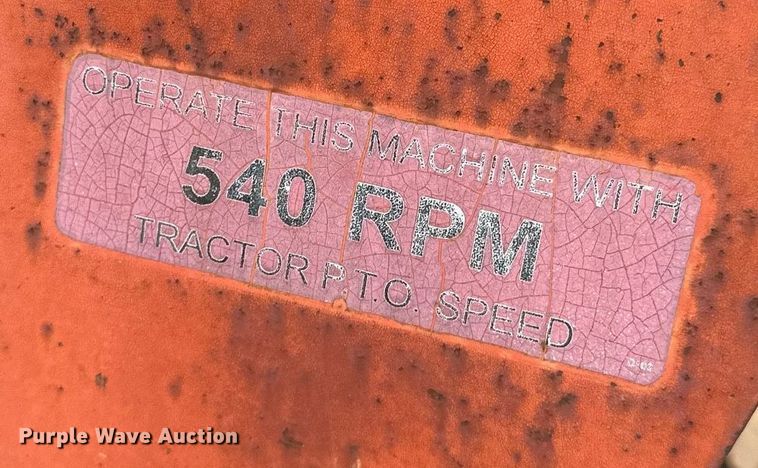 OPERATE THIS MACHINE WITH
540 RPM
TRACTOR P.T.O. SPEED
Purple Wave Auction